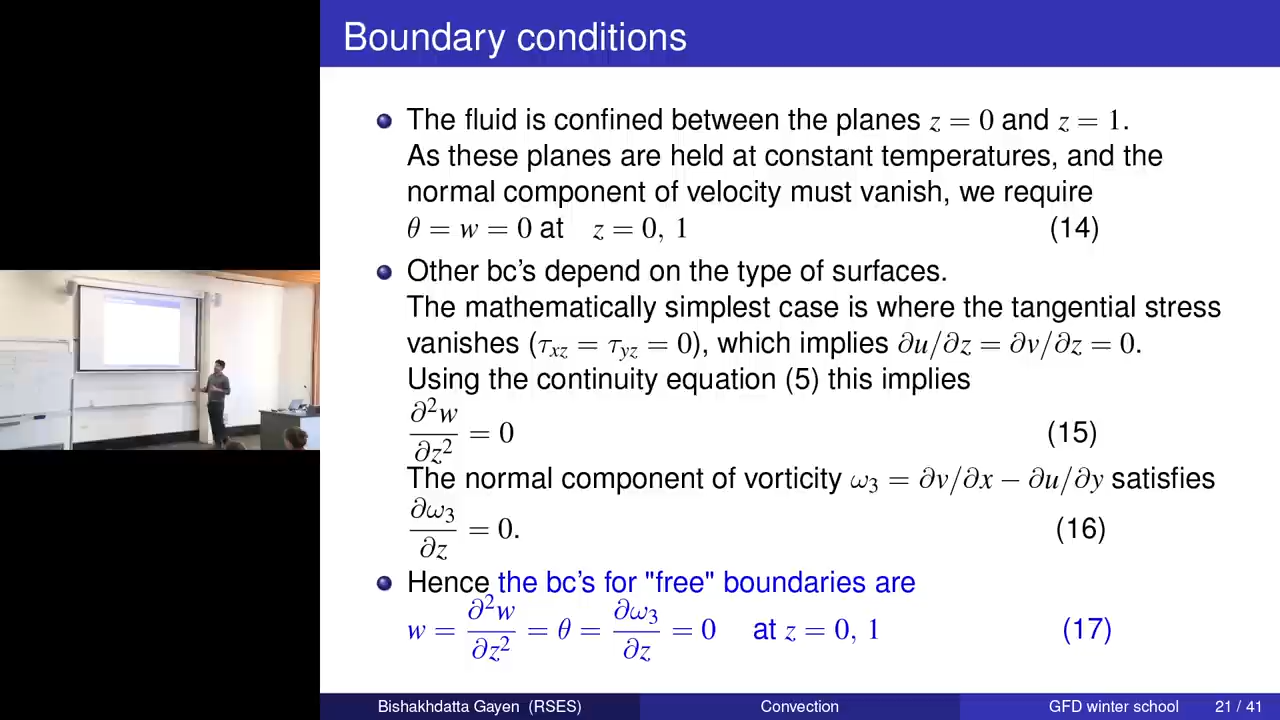 Boundary conditions
The fluid is confined between the planes z = 0 and z = 1.
As these planes are held at constant temperatures, and the
normal component of velocity must vanish, we require
θ = w = 0 at z = 0, 1 (14)
Other bc's depend on the type of surfaces.
The mathematically simplest case is where the tangential stress
vanishes (τxz = τyz = 0), which implies ∂u/∂z = ∂v/∂z = 0.
Using the continuity equation (5) this implies
∂²w/∂z² = 0 (15)
The normal component of vorticity ω₃ = ∂v/∂x − ∂u/∂y satisfies
∂ω₃/∂z = 0. (16)
Hence the bc's for "free" boundaries are
w = ∂²w/∂z² = θ = ∂ω₃/∂z = 0 at z = 0, 1 (17)
Bishakhdatta Gayen (RSES) Convection GFD winter school 21 / 41